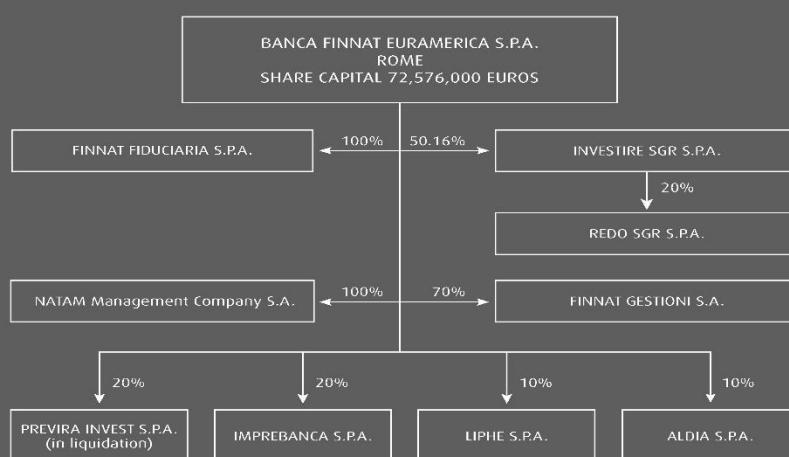 BANCA FINNAT EURAMERICA S.P.A.
ROME
SHARE CAPITAL 72,576,000 EUROS
FINNAT FIDUCIARIA S.P.A.
100%
50.16%
INVESTIRE SGR S.P.A.
20%
REDO SGR S.P.A.
NATAM Management Company S.A.
100%
70%
FINNAT GESTIONI S.A.
20%
20%
10%
10%
PREVIRA INVEST S.P.A.
(in liquidation)
IMPREBANCA S.P.A.
LIPHE S.P.A.
ALDIA S.P.A.